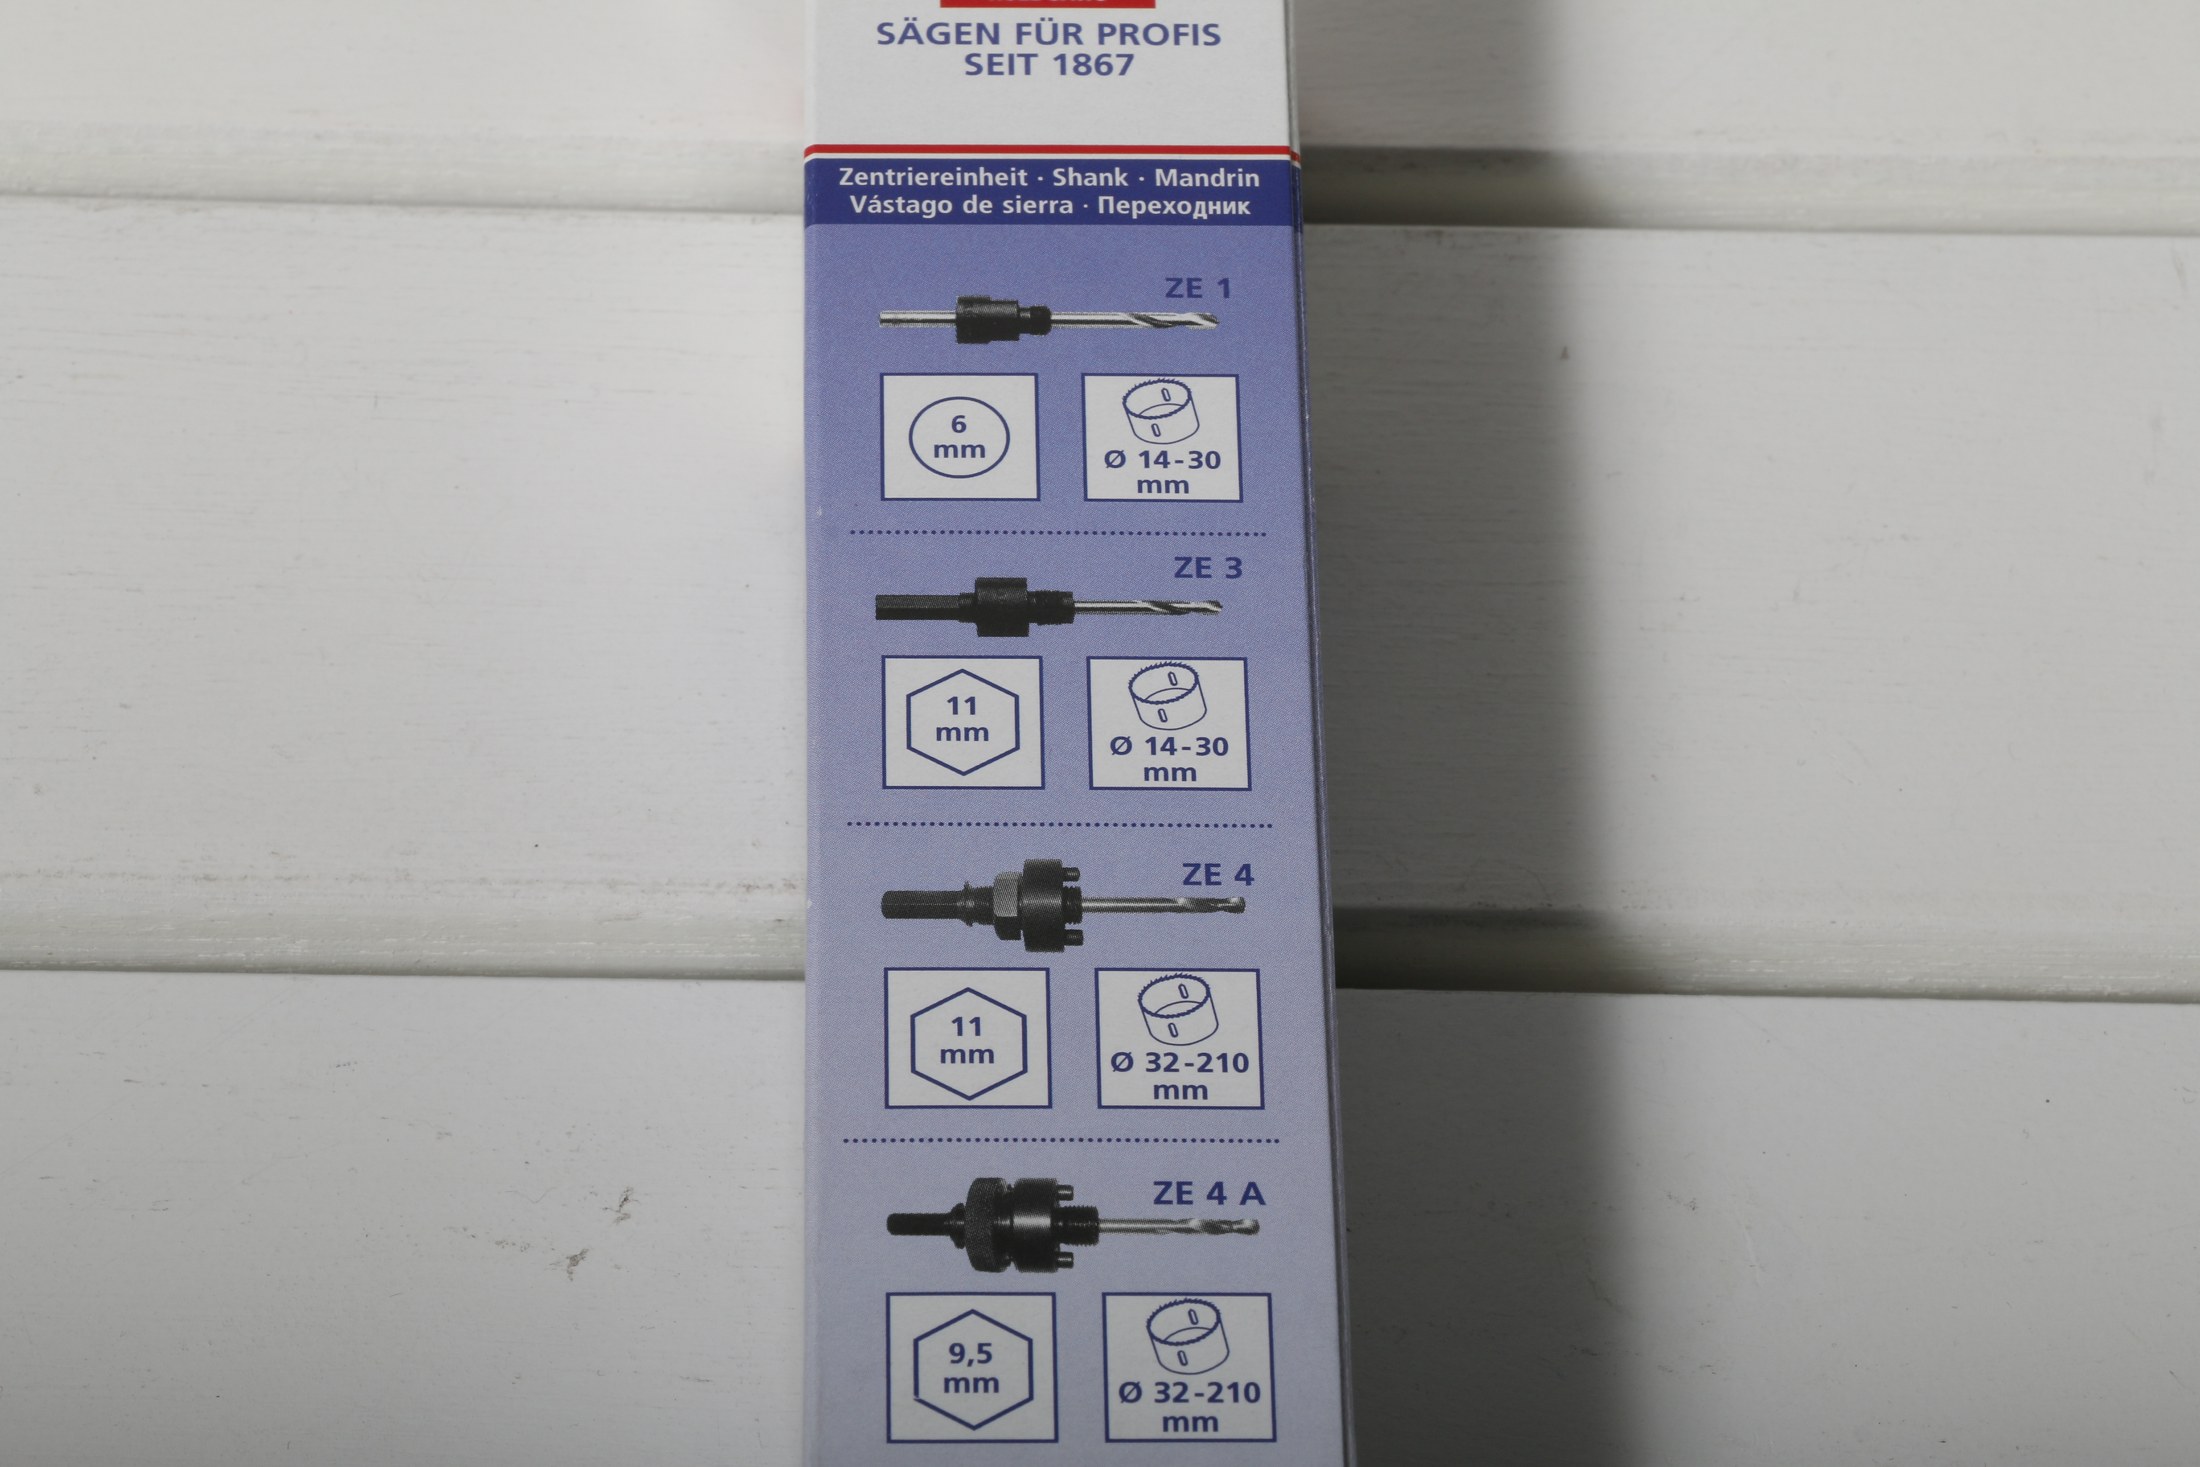 SÄGEN FÜR PROFIS
SEIT 1867
Zentriereinheit · Shank · Mandrin
Vástago de sierra · Переходник
ZE 1
6
mm
Ø 14-30
mm
ZE 3
11
mm
Ø 14-30
mm
ZE 4
11
mm
Ø 32-210
mm
ZE 4 A
9,5
mm
Ø 32-210
mm